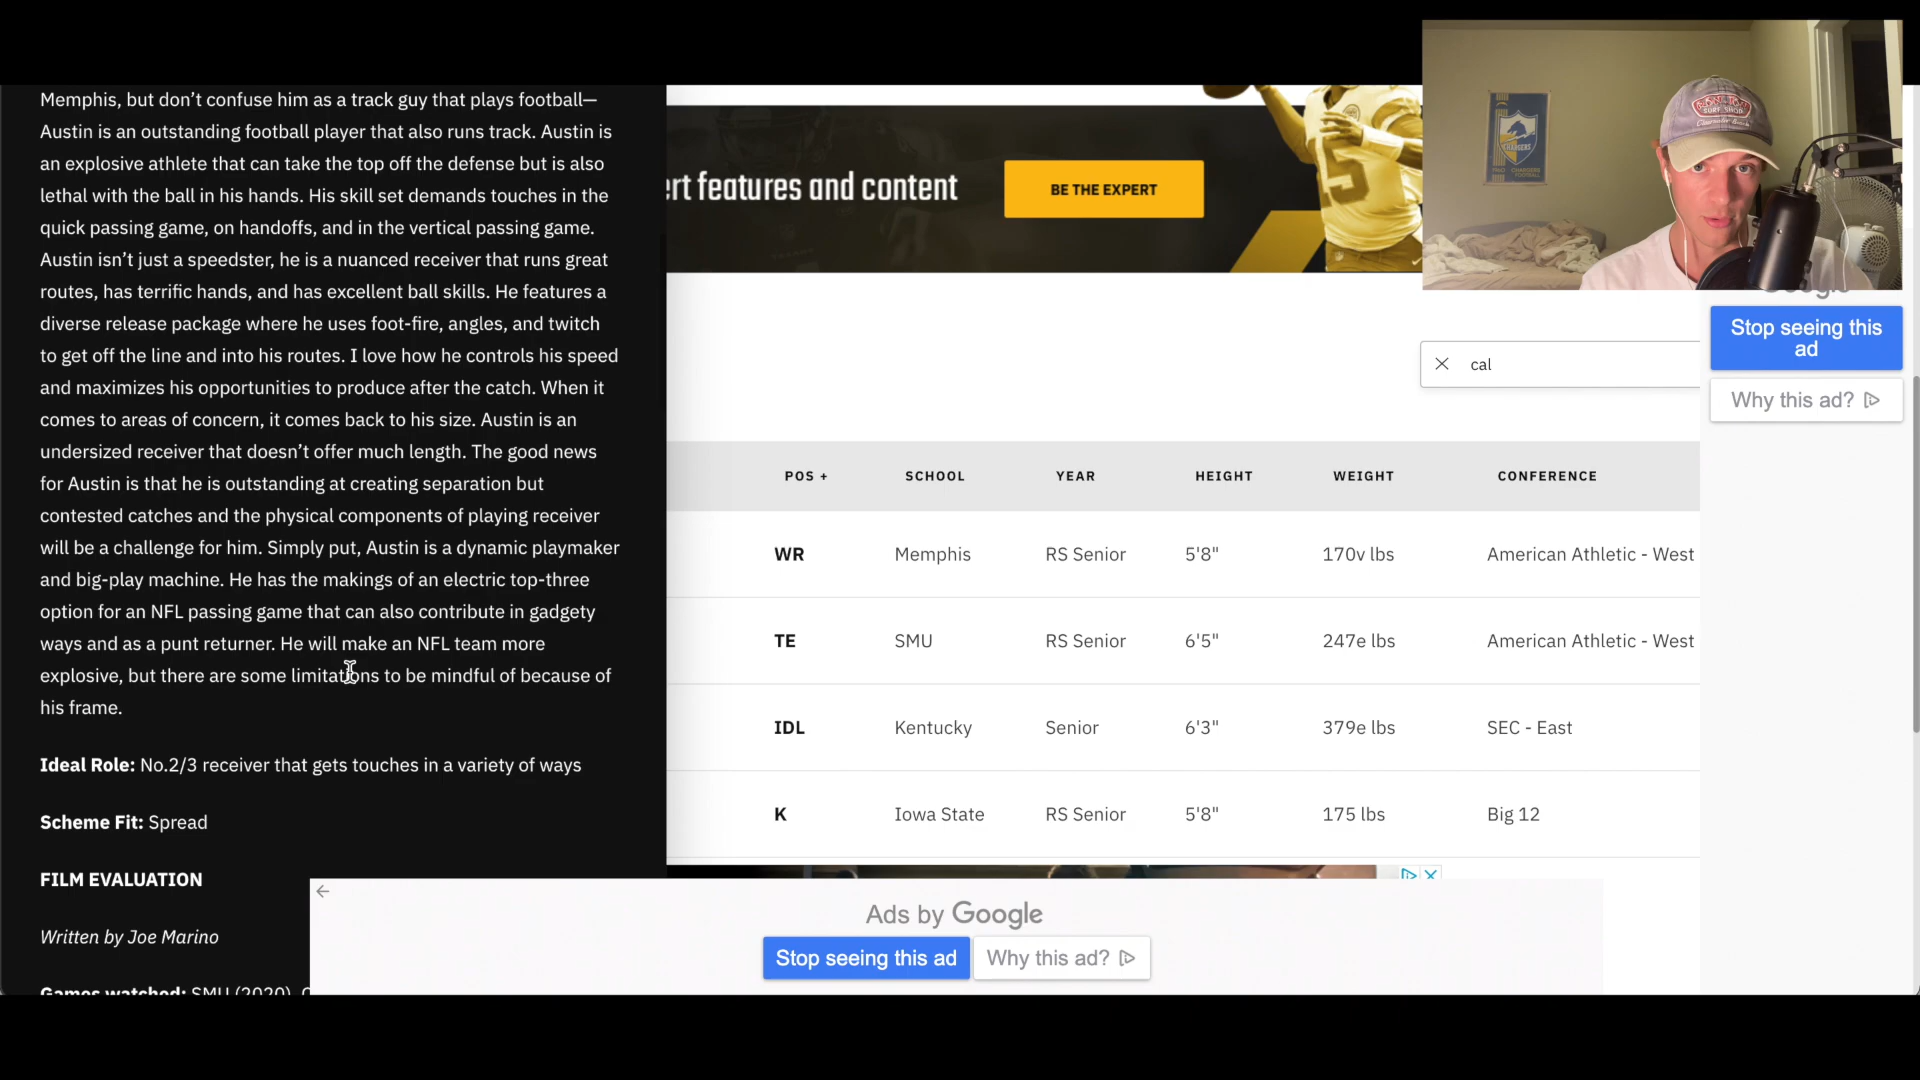 Memphis, but don't confuse him as a track guy that plays football—
Austin is an outstanding football player that also runs track. Austin is
an explosive athlete that can take the top off the defense but is also
lethal with the ball in his hands. His skill set demands touches in the
quick passing game, on handoffs, and in the vertical passing game.
Austin isn't just a speedster, he is a nuanced receiver that runs great
routes, has terrific hands, and has excellent ball skills. He features a
diverse release package where he uses foot-fire, angles, and twitch
to get off the line and into his routes. I love how he controls his speed
and maximizes his opportunities to produce after the catch. When it
comes to areas of concern, it comes back to his size. Austin is an
undersized receiver that doesn't offer much length. The good news
for Austin is that he is outstanding at creating separation but
contested catches and the physical components of playing receiver
will be a challenge for him. Simply put, Austin is a dynamic playmaker
and big-play machine. He has the makings of an electric top-three
option for an NFL passing game that can also contribute in gadgety
ways and as a punt returner. He will make an NFL team more
explosive, but there are some limitations to be mindful of because of
his frame.
Ideal Role: No.2/3 receiver that gets touches in a variety of ways
Scheme Fit: Spread
FILM EVALUATION
Written by Joe Marino
Games watched: SMU (2020),
features and content
BE THE EXPERT
15
CHARGERS
SURF SHOP
Stop seeing this
ad
Why this ad?
cal
POS + SCHOOL YEAR HEIGHT WEIGHT CONFERENCE
WR Memphis RS Senior 5'8" 170v lbs American Athletic - West
TE SMU RS Senior 6'5" 247e lbs American Athletic - West
IDL Kentucky Senior 6'3" 379e lbs SEC - East
K Iowa State RS Senior 5'8" 175 lbs Big 12
Ads by Google
Stop seeing this ad Why this ad?